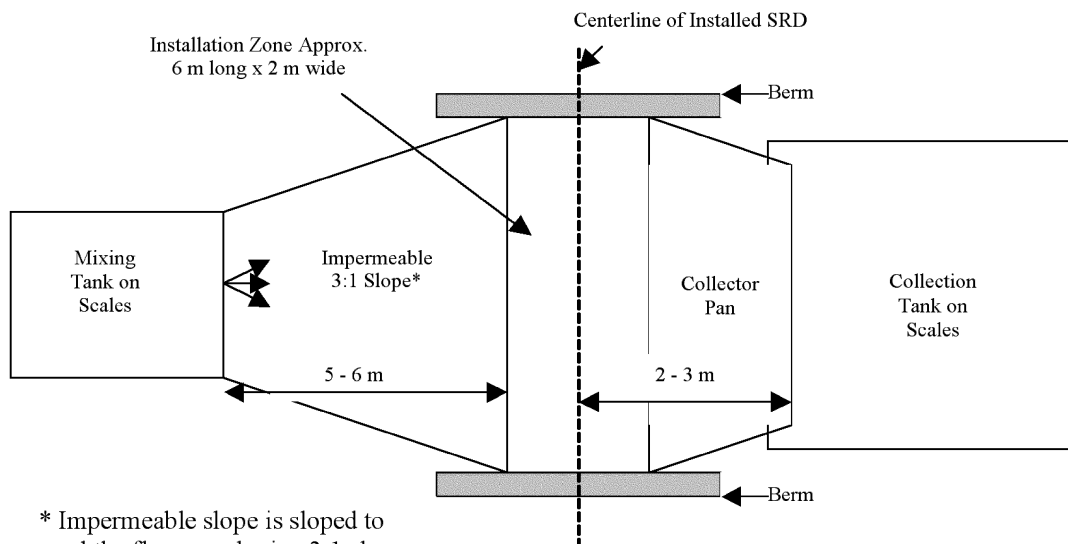 Centerline of Installed SRD
Installation Zone Approx.
6 m long x 2 m wide
Berm
Mixing
Tank on
Scales
Impermeable
3:1 Slope*
Collector
Pan
Collection
Tank on
Scales
5 - 6 m
2 - 3 m
Berm
* Impermeable slope is sloped to